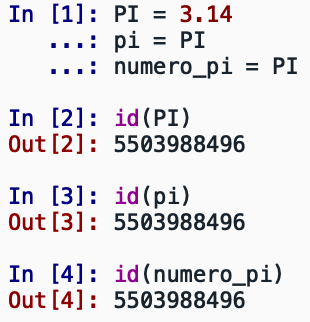 In [1]: PI = 3.14
...: pi = PI
...: numero_pi = PI
In [2]: id(PI)
Out[2]: 5503988496
In [3]: id(pi)
Out[3]: 5503988496
In [4]: id(numero_pi)
Out[4]: 5503988496